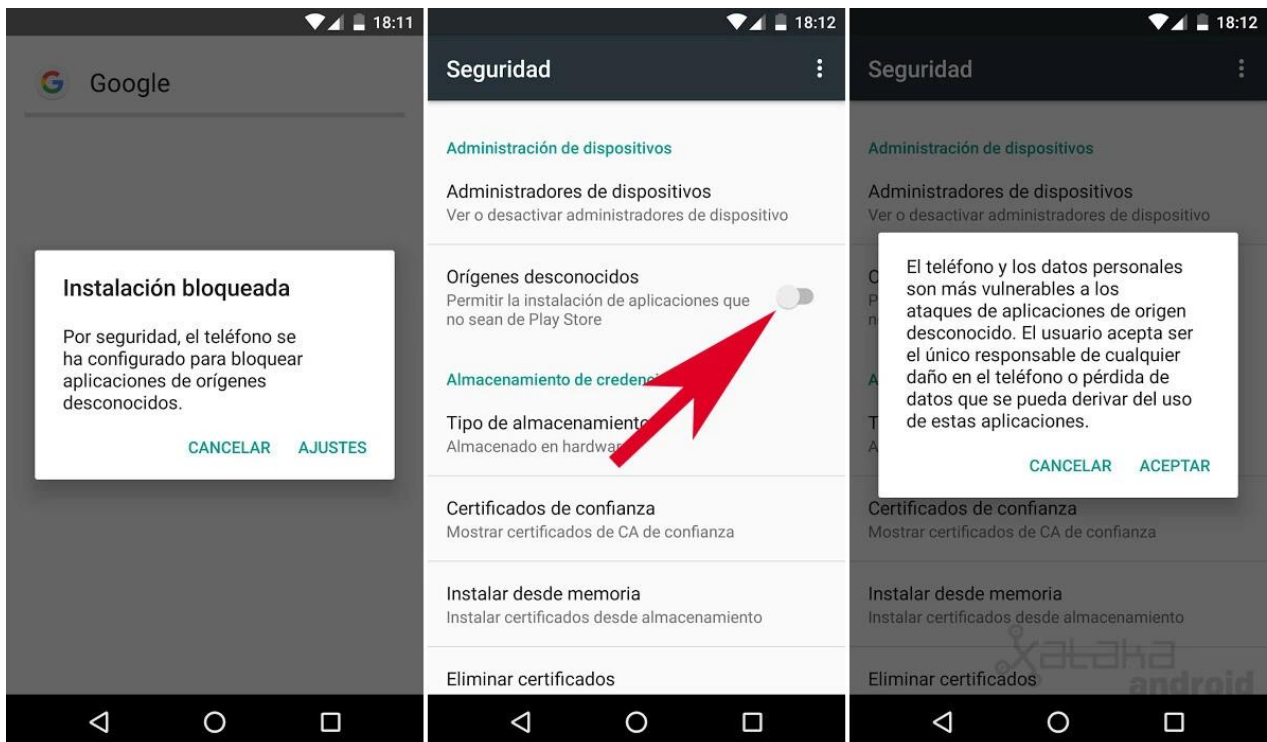 18:11
Google
Instalación bloqueada
Por seguridad, el teléfono se
ha configurado para bloquear
aplicaciones de orígenes
desconocidos.
CANCELAR AJUSTES
18:12
Seguridad
Administración de dispositivos
Administradores de dispositivos
Ver o desactivar administradores de dispositivo
Orígenes desconocidos
Permitir la instalación de aplicaciones que
no sean de Play Store
Almacenamiento de
Tipo de almacenamiento
Almacenado en
Certificados de confianza
Mostrar certificados de CA de confianza
Instalar desde memoria
Instalar certificados desde almacenamiento
Eliminar certificados
18:12
Seguridad
Administración de dispositivos
Administradores de dispositivos
Ver o desactivar administradores de dispositivo
El teléfono y los datos personales
son más vulnerables a los
ataques de aplicaciones de origen
desconocido. El usuario acepta ser
el único responsable de cualquier
daño en el teléfono o pérdida de
datos que se pueda derivar del uso
de estas aplicaciones.
CANCELAR ACEPTAR
Certificados de confianza
Mostrar certificados de CA de confianza
Instalar desde memoria
Instalar certificados desde almacenamiento
Eliminar certificados
xataka
android